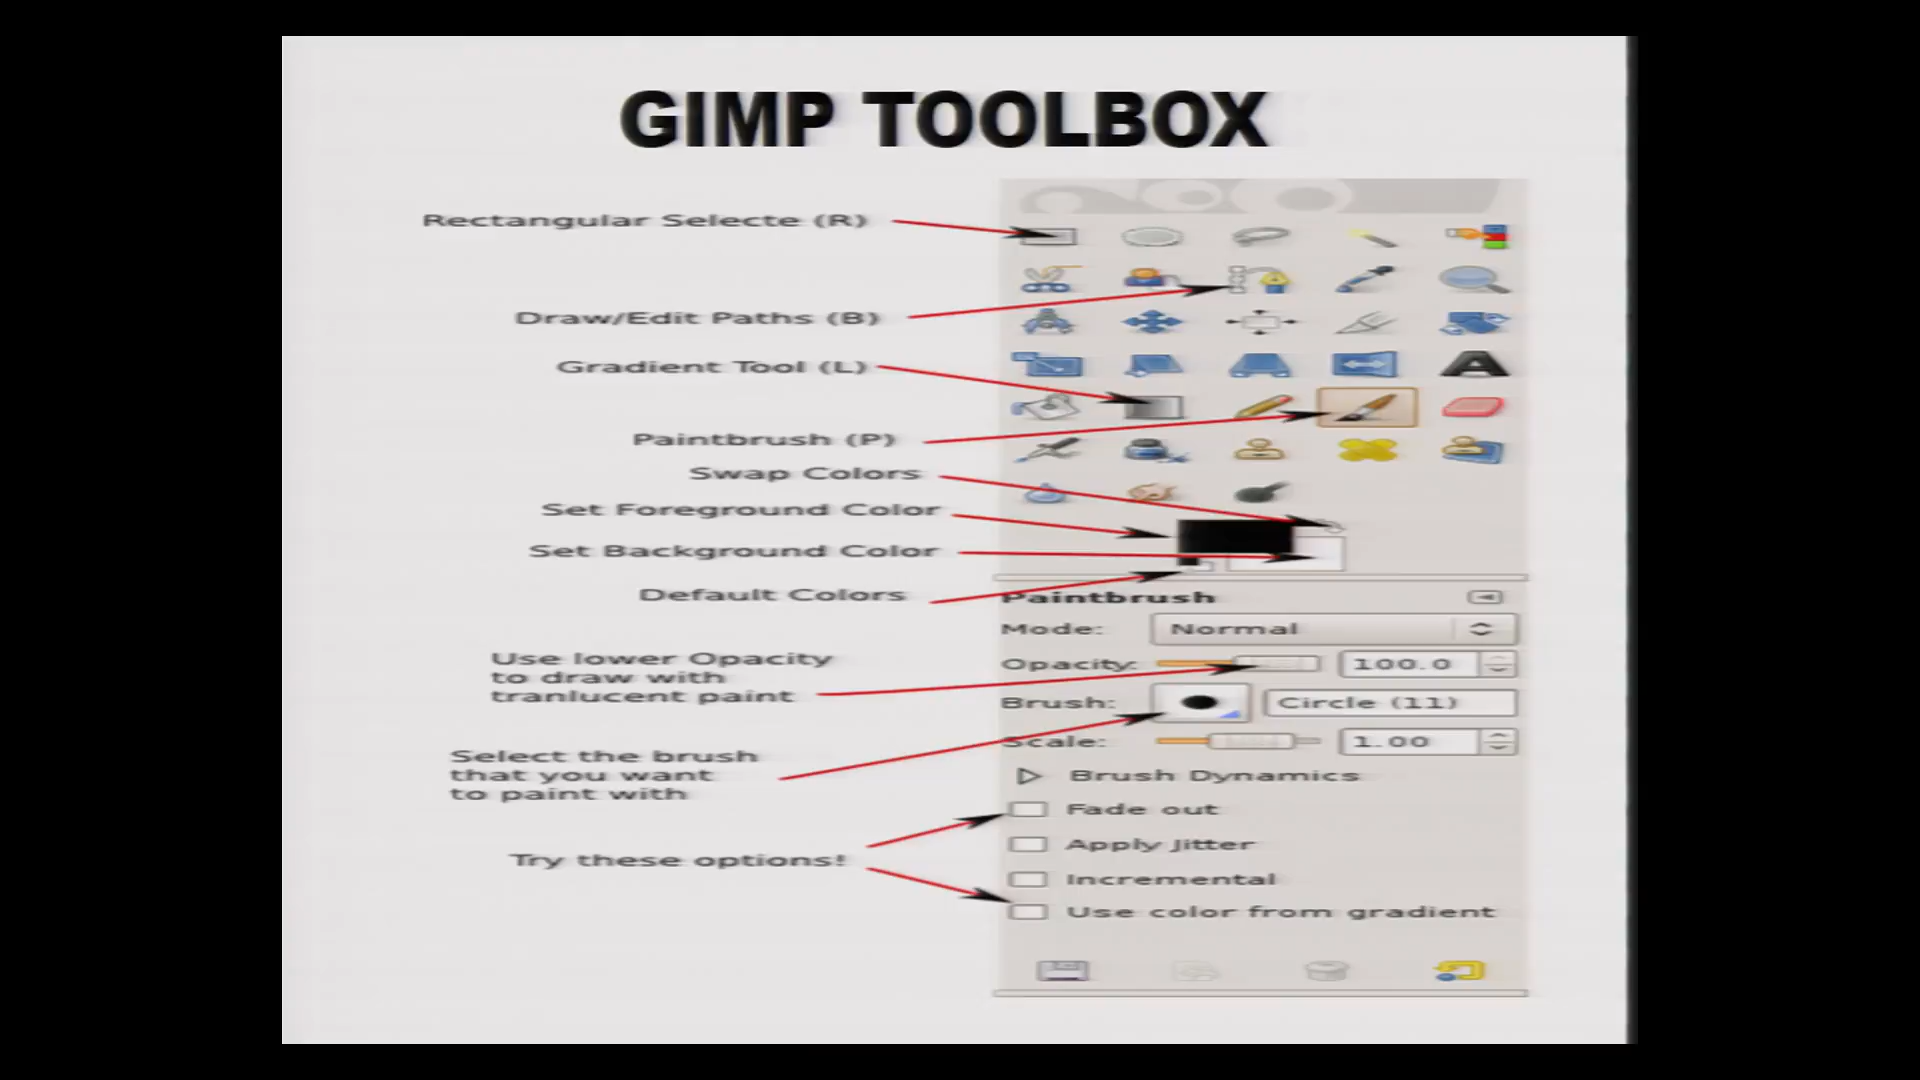 GIMP TOOLBOX
Rectangular Selecte (R)
Draw/Edit Paths (B)
Gradient Tool (L)
Paintbrush (P)
Swap Colors
Set Foreground Color
Set Background Color
Default Colors
Use lower Opacity
to draw with
tranlucent paint
Select the brush
that you want
to paint with
Try these options!
A
Paintbrush
Mode: Normal
Opacity: 100.0
Brush: Circle (11)
Scale: 1.00
Brush Dynamics
Fade out
Apply Jitter
Incremental
Use color from gradient